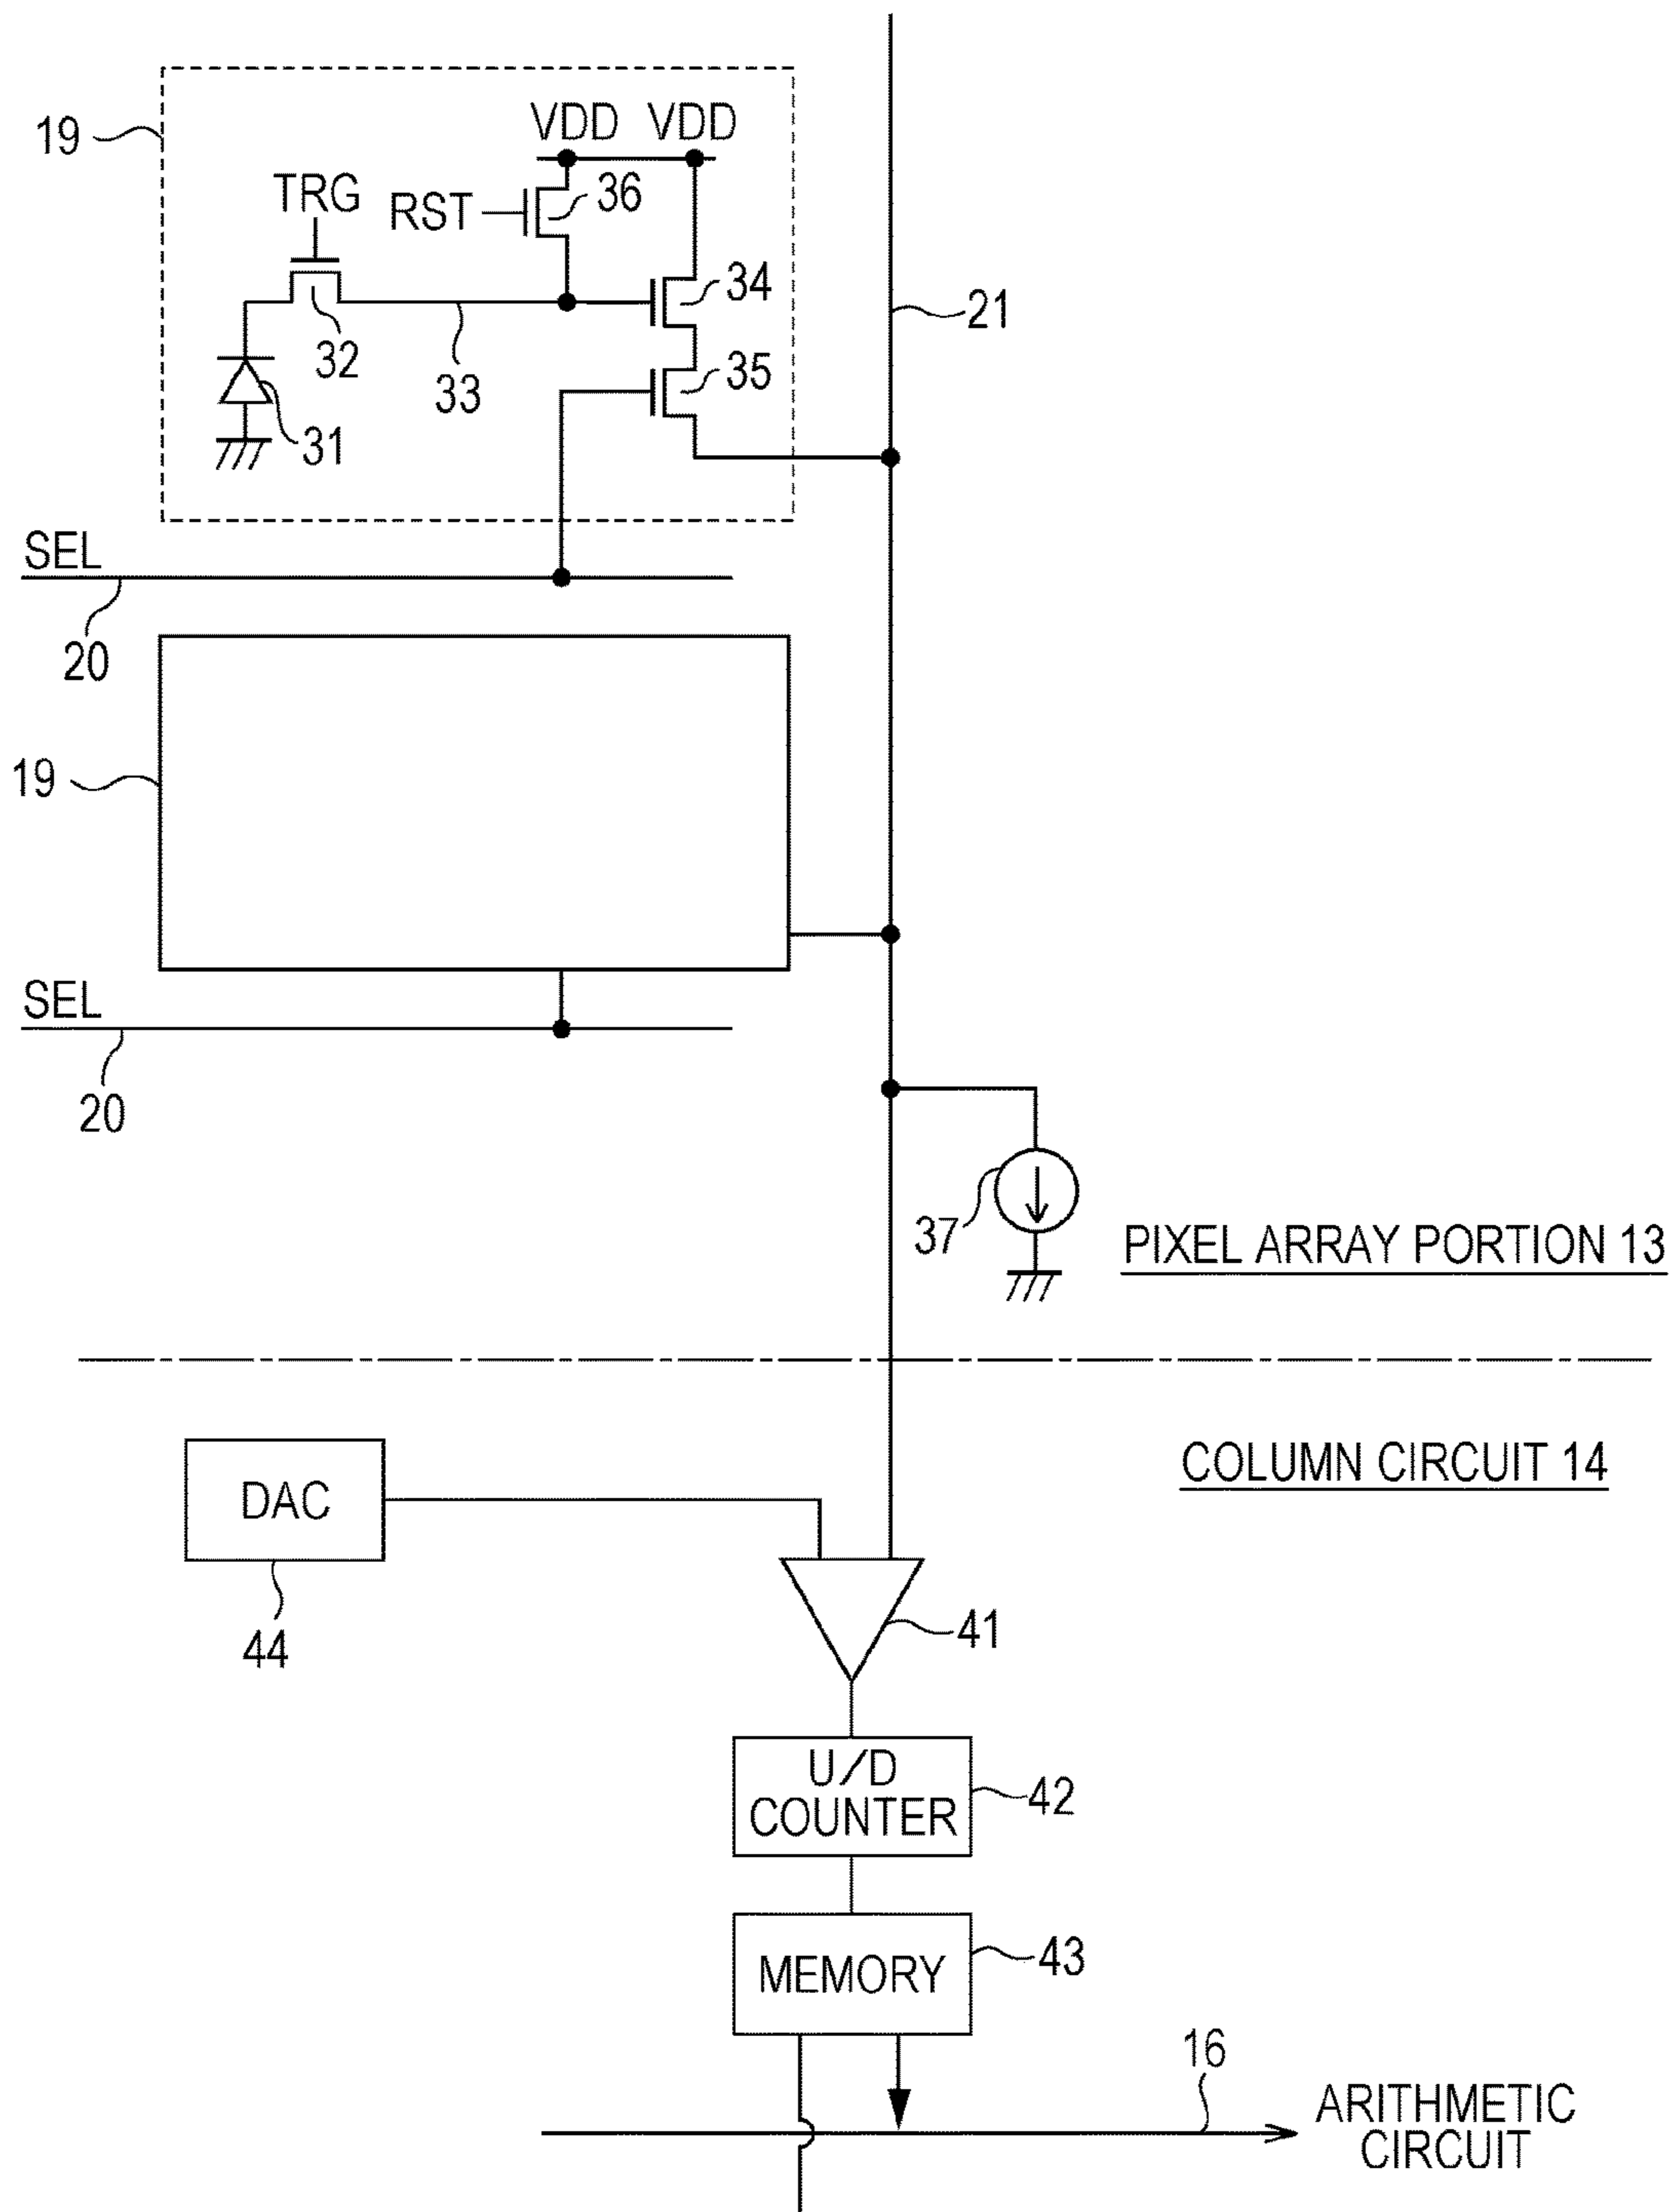 19
VDD VDD
TRG
RST
36
34
21
32
33
35
31
SEL
20
19
SEL
20
37
PIXEL ARRAY PORTION 13
COLUMN CIRCUIT 14
DAC
44
41
U/D
COUNTER
42
MEMORY
43
16
ARITHMETIC
CIRCUIT